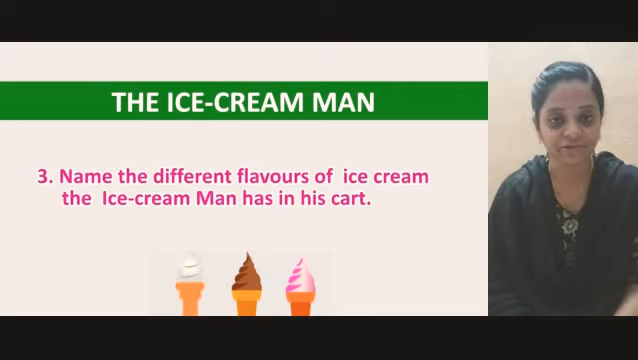 THE ICE-CREAM MAN
3. Name the different flavours of ice cream
the Ice-cream Man has in his cart.